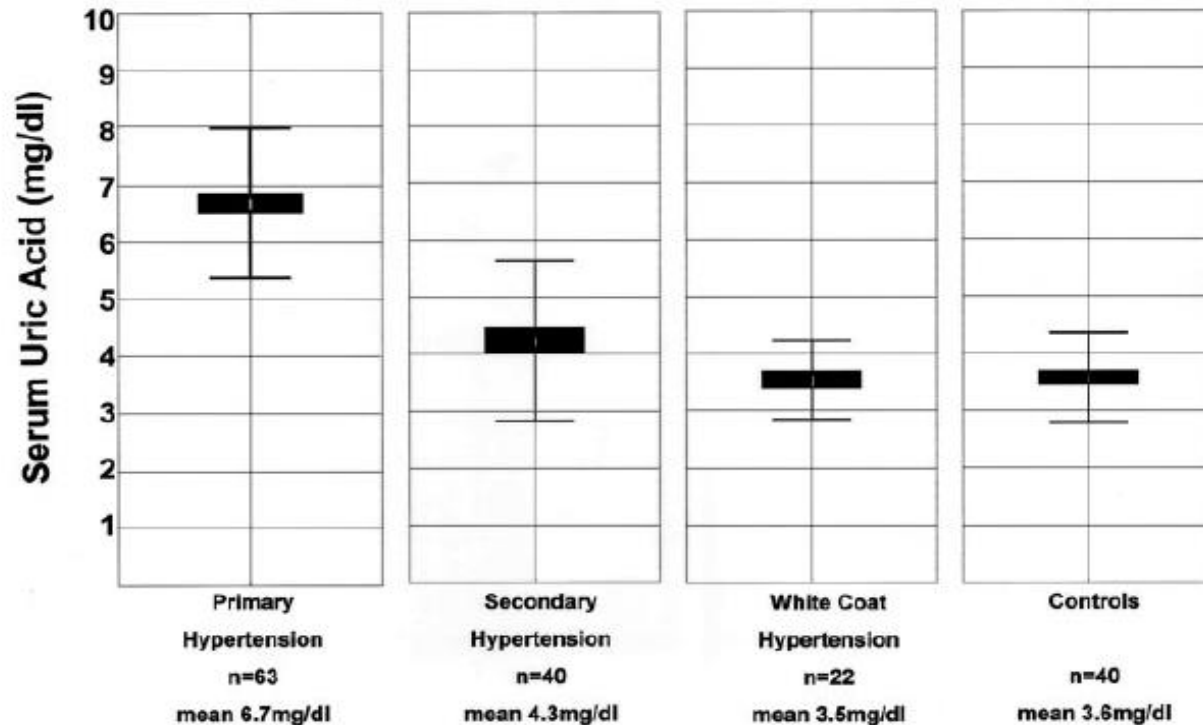 Serum Uric Acid (mg/dl)
10
9
8
7
6
5
4
3
2
1
Primary
Hypertension
n=63
mean 6.7mg/dl
Secondary
Hypertension
n=40
mean 4.3mg/dl
White Coat
Hypertension
n=22
mean 3.5mg/dl
Controls
n=40
mean 3.6mg/dl